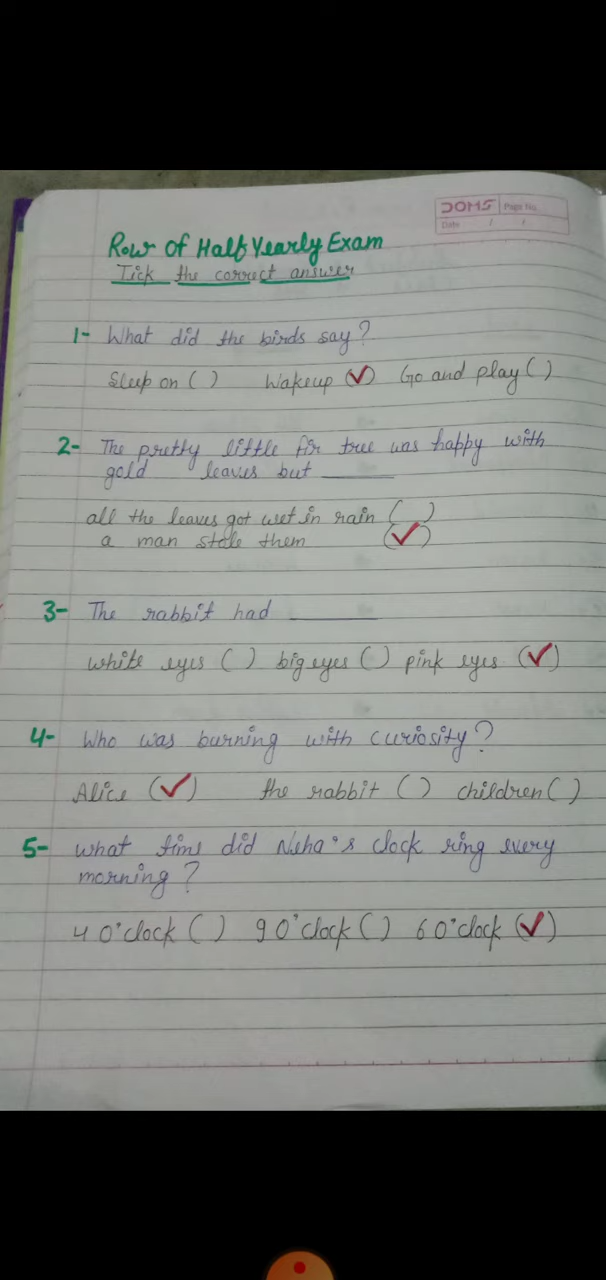 DOMS Page No.
Date / /
Row of Half Yearly Exam
Tick the correct answer
1- What did the birds say?
Sleep on ( ) Wakeup (✓) Go and play ( )
2- The pretty little fir tree was happy with
gold leaves but ______
all the leaves got wet in rain ( )
a man stole them (✓)
3- The rabbit had ______
white eyes ( ) big eyes ( ) pink eyes (✓)
4- Who was burning with curiosity?
Alice (✓) the rabbit ( ) children ( )
5- What time did Neha's clock ring every
morning?
4 O'clock ( ) 9 O'clock ( ) 6 O'clock (✓)